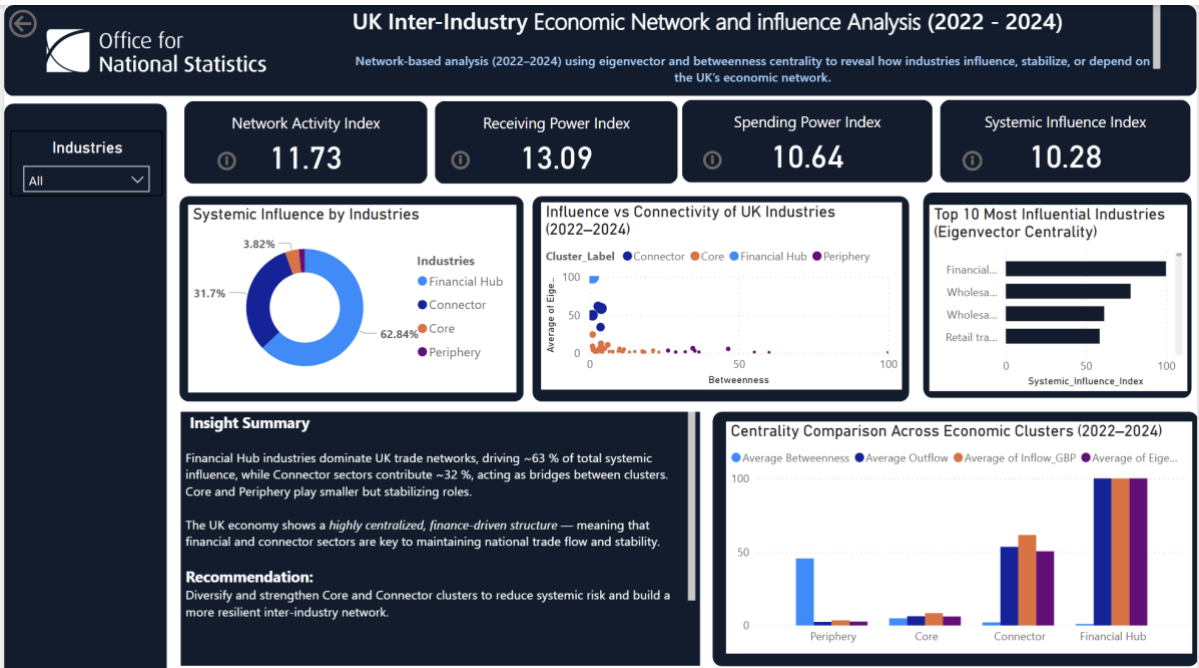 Office for
National Statistics
UK Inter-Industry Economic Network and influence Analysis (2022 - 2024)
Network-based analysis (2022–2024) using eigenvector and betweenness centrality to reveal how industries influence, stabilize, or depend on
the UK's economic network.
Industries
All
Network Activity Index
11.73
Receiving Power Index
13.09
Spending Power Index
10.64
Systemic Influence Index
10.28
Systemic Influence by Industries
3.82%
31.7%
62.84%
Industries
Financial Hub
Connector
Core
Periphery
Influence vs Connectivity of UK Industries
(2022–2024)
Cluster_Label Connector Core Financial Hub Periphery
Average of Eige..
100
50
0
0 50 100
Betweenness
Top 10 Most Influential Industries
(Eigenvector Centrality)
Financial...
Wholesa...
Wholesa...
Retail tra...
0 50 100
Systemic_Influence_Index
Insight Summary
Financial Hub industries dominate UK trade networks, driving ~63 % of total systemic
influence, while Connector sectors contribute ~32 %, acting as bridges between clusters.
Core and Periphery play smaller but stabilizing roles.
The UK economy shows a highly centralized, finance-driven structure — meaning that
financial and connector sectors are key to maintaining national trade flow and stability.
Recommendation:
Diversify and strengthen Core and Connector clusters to reduce systemic risk and build a
more resilient inter-industry network.
Centrality Comparison Across Economic Clusters (2022–2024)
Average Betweenness Average Outflow Average of Inflow_GBP Average of Eige...
100
50
0
Periphery Core Connector Financial Hub